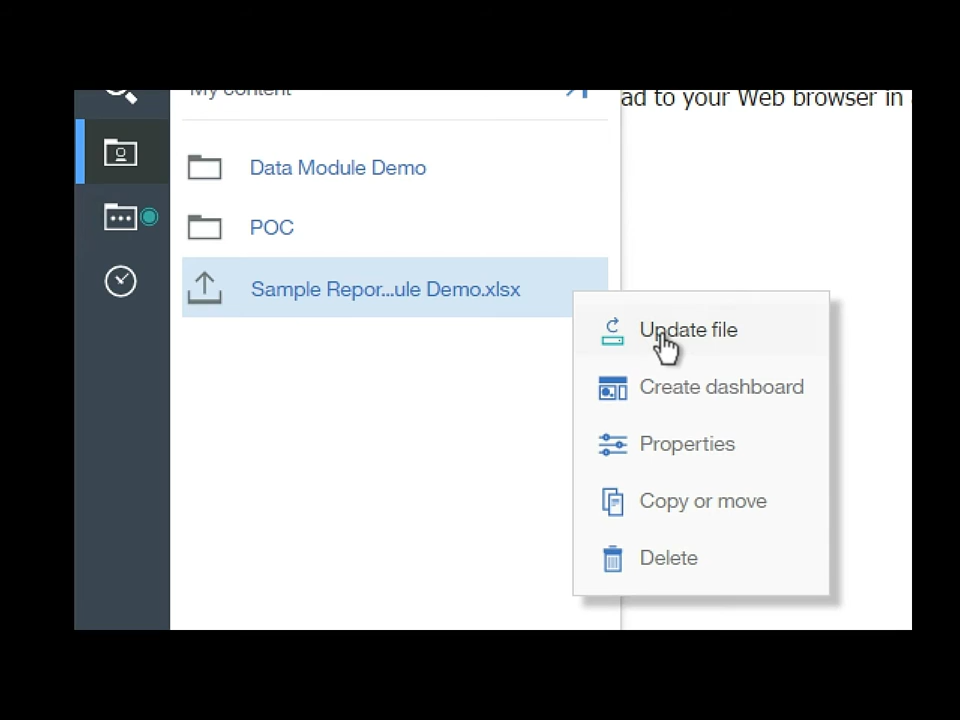 My content
ad to your Web browser in
Data Module Demo
POC
Sample Repor...ule Demo.xlsx
Update file
Create dashboard
Properties
Copy or move
Delete